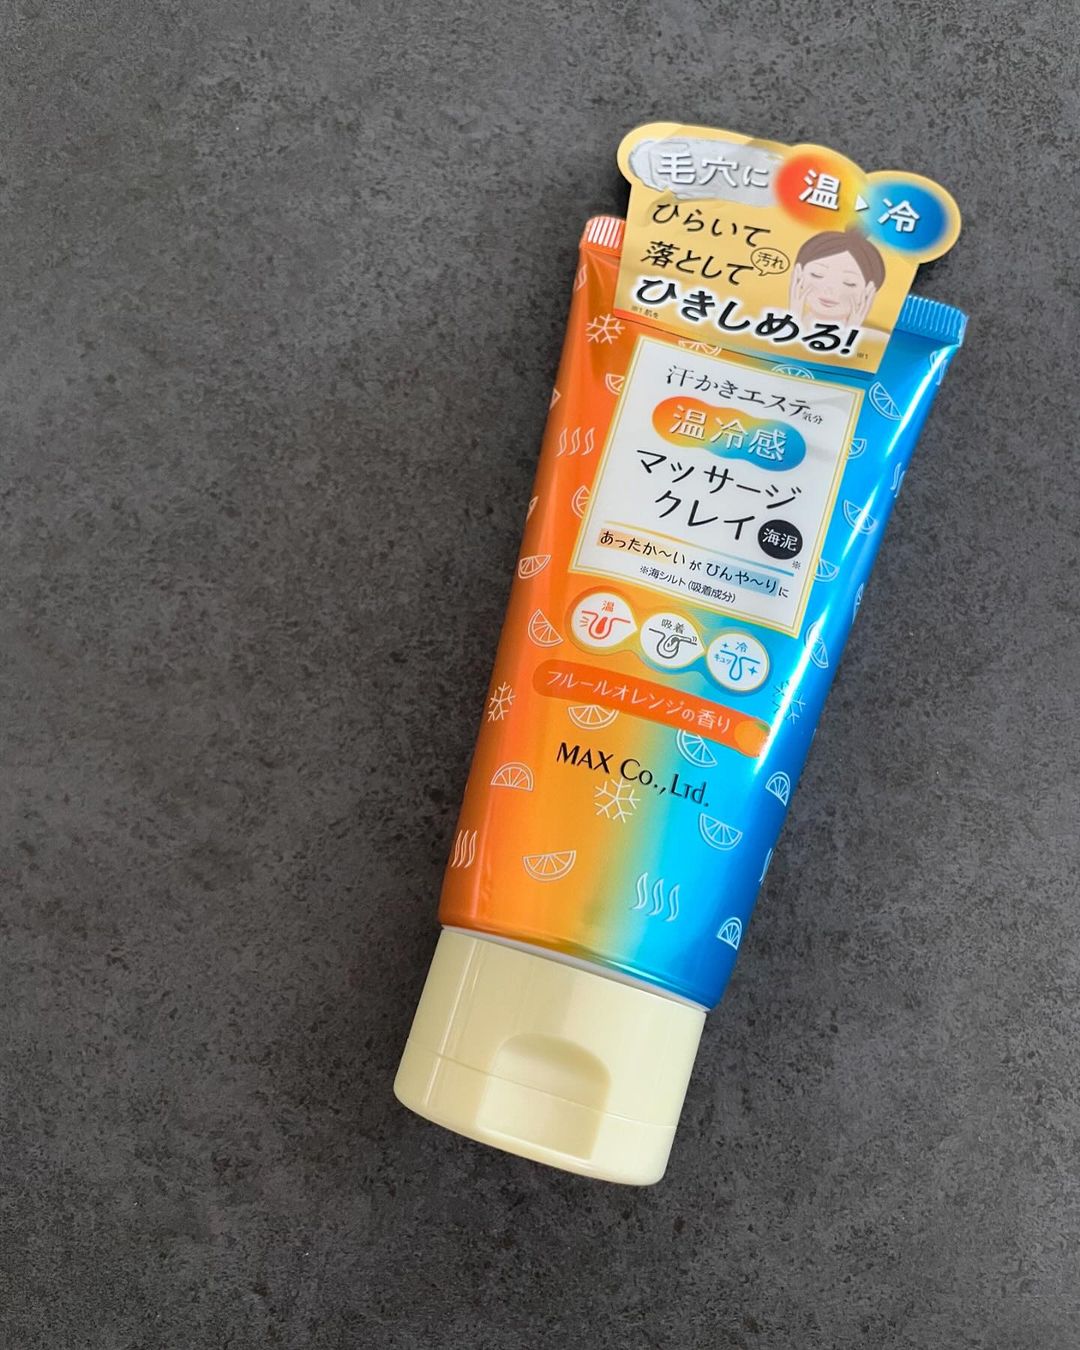 毛穴に 温 冷
ひらいて
落として 汚れ
ひきしめる!
※1 肌を ※1
汗かきエステ気分
温冷感
マッサージ
クレイ 海泥 ※
あったか〜いがひんや〜りに
※海シルト(吸着成分)
温 吸着 冷
キュッ
フルールオレンジの香り
MAX Co., Ltd.